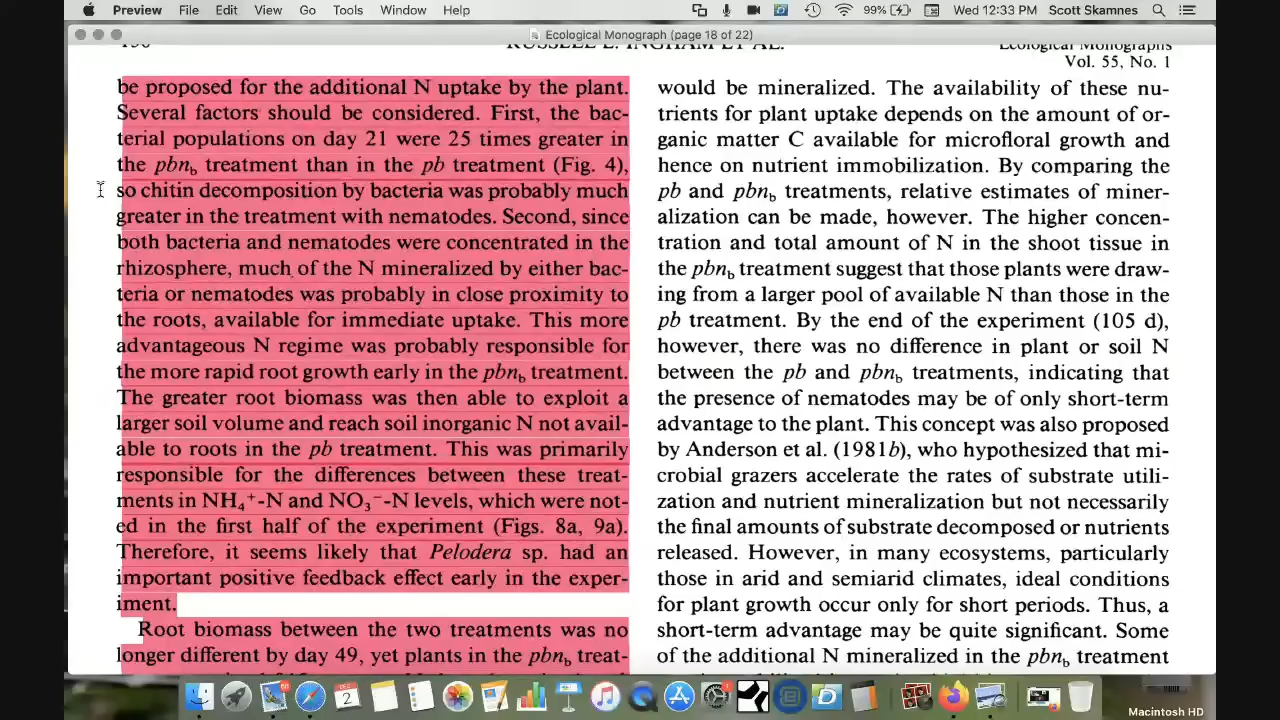 Preview File Edit View Go Tools Window Help 99% Wed 12:33 PM Scott Skamnes
Ecological Monograph (page 18 of 22)
190 RUSSELL E. INGHAM ET AL. Ecological Monographs
Vol. 55, No. 1
be proposed for the additional N uptake by the plant.
Several factors should be considered. First, the bac-
terial populations on day 21 were 25 times greater in
the pbnb treatment than in the pb treatment (Fig. 4),
so chitin decomposition by bacteria was probably much
greater in the treatment with nematodes. Second, since
both bacteria and nematodes were concentrated in the
rhizosphere, much of the N mineralized by either bac-
teria or nematodes was probably in close proximity to
the roots, available for immediate uptake. This more
advantageous N regime was probably responsible for
the more rapid root growth early in the pbnb treatment.
The greater root biomass was then able to exploit a
larger soil volume and reach soil inorganic N not avail-
able to roots in the pb treatment. This was primarily
responsible for the differences between these treat-
ments in NH4+-N and NO3−-N levels, which were not-
ed in the first half of the experiment (Figs. 8a, 9a).
Therefore, it seems likely that Pelodera sp. had an
important positive feedback effect early in the exper-
iment.
Root biomass between the two treatments was no
longer different by day 49, yet plants in the pbnb treat-
would be mineralized. The availability of these nu-
trients for plant uptake depends on the amount of or-
ganic matter C available for microfloral growth and
hence on nutrient immobilization. By comparing the
pb and pbnb treatments, relative estimates of miner-
alization can be made, however. The higher concen-
tration and total amount of N in the shoot tissue in
the pbnb treatment suggest that those plants were draw-
ing from a larger pool of available N than those in the
pb treatment. By the end of the experiment (105 d),
however, there was no difference in plant or soil N
between the pb and pbnb treatments, indicating that
the presence of nematodes may be of only short-term
advantage to the plant. This concept was also proposed
by Anderson et al. (1981b), who hypothesized that mi-
crobial grazers accelerate the rates of substrate utili-
zation and nutrient mineralization but not necessarily
the final amounts of substrate decomposed or nutrients
released. However, in many ecosystems, particularly
those in arid and semiarid climates, ideal conditions
for plant growth occur only for short periods. Thus, a
short-term advantage may be quite significant. Some
of the additional N mineralized in the pbnb treatment
Macintosh HD